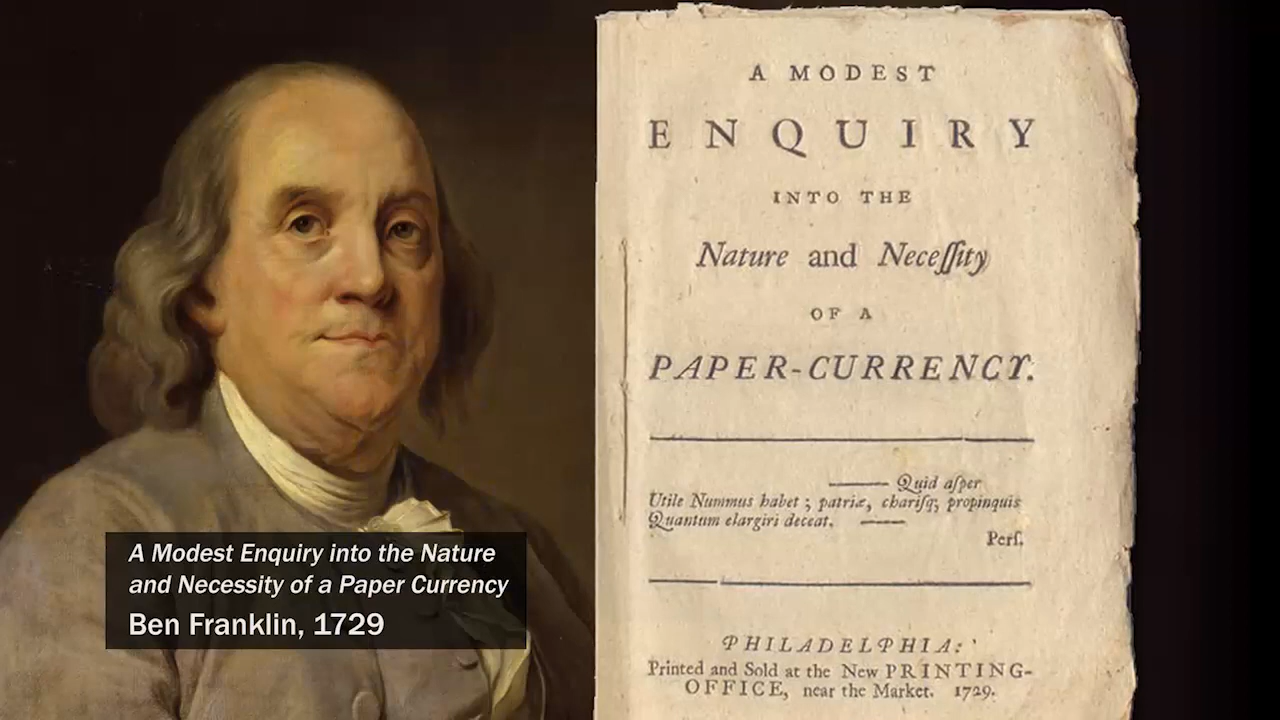 A MODEST
ENQUIRY
INTO THE
Nature and Neceſſity
OF A
PAPER-CURRENCY.
Quid aſper
Utile Nummus habet ; patriæ, chariſq; propinquis
Quantum elargiri deceat.
Perſ.
PHILADELPHIA:
Printed and Sold at the New PRINTING-
OFFICE, near the Market. 1729.
A Modest Enquiry into the Nature
and Necessity of a Paper Currency
Ben Franklin, 1729